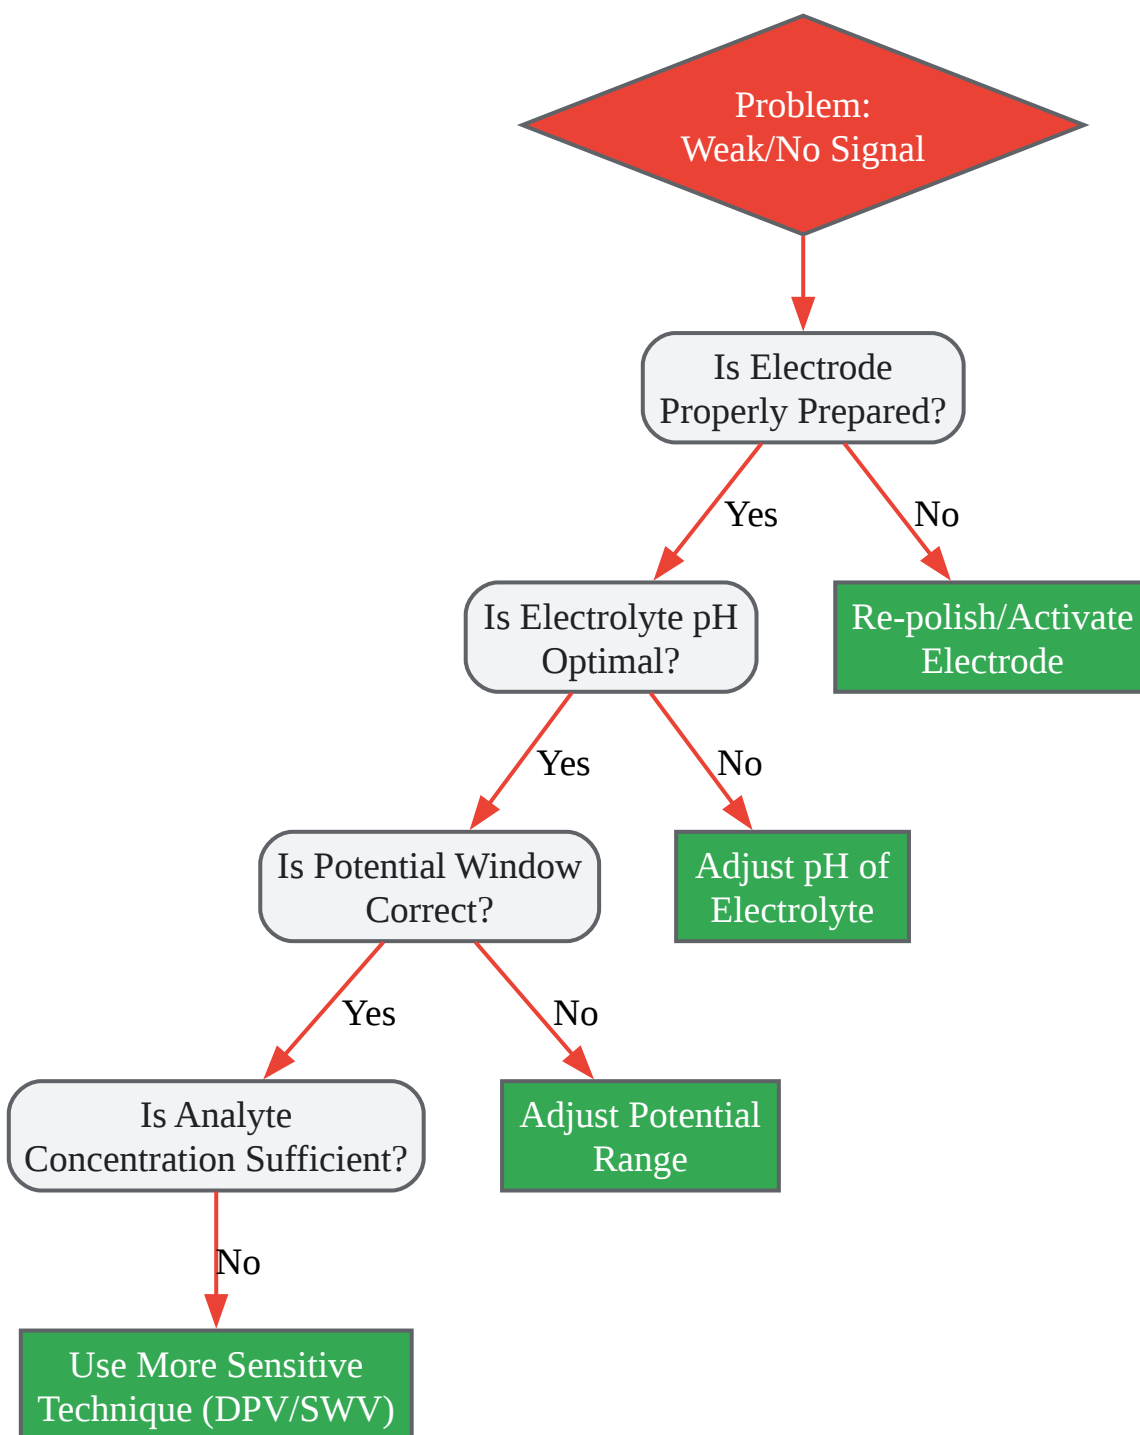 Problem:
Weak/No Signal
Is Electrode
Properly Prepared?
Yes
No
Is Electrolyte pH
Optimal?
Re-polish/Activate
Electrode
Yes
No
Is Potential Window
Correct?
Adjust pH of
Electrolyte
Yes
No
Is Analyte
Concentration Sufficient?
Adjust Potential
Range
No
Use More Sensitive
Technique (DPV/SWV)